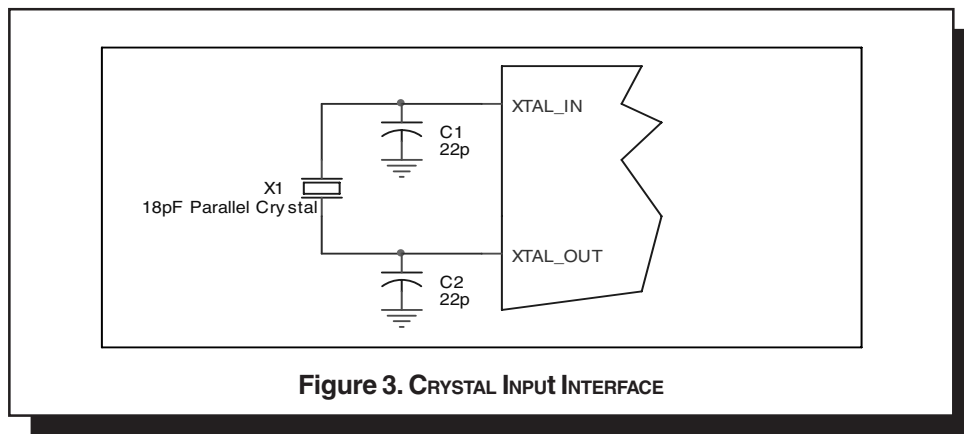 XTAL_IN
C1
22p
X1
18pF Parallel Crystal
XTAL_OUT
C2
22p
Figure 3. CRYSTAL INPUt INTERFACE